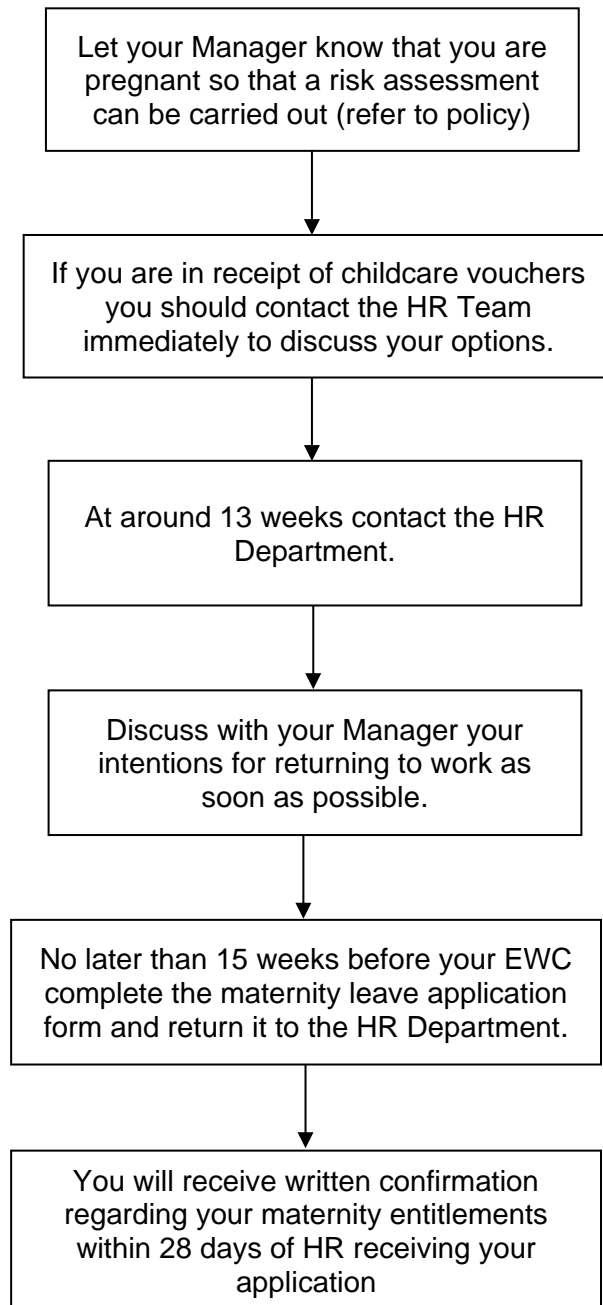 Let your Manager know that you are
pregnant so that a risk assessment
can be carried out (refer to policy)
If you are in receipt of childcare vouchers
you should contact the HR Team
immediately to discuss your options.
At around 13 weeks contact the HR
Department.
Discuss with your Manager your
intentions for returning to work as
soon as possible.
No later than 15 weeks before your EWC
complete the maternity leave application
form and return it to the HR Department.
You will receive written confirmation
regarding your maternity entitlements
within 28 days of HR receiving your
application